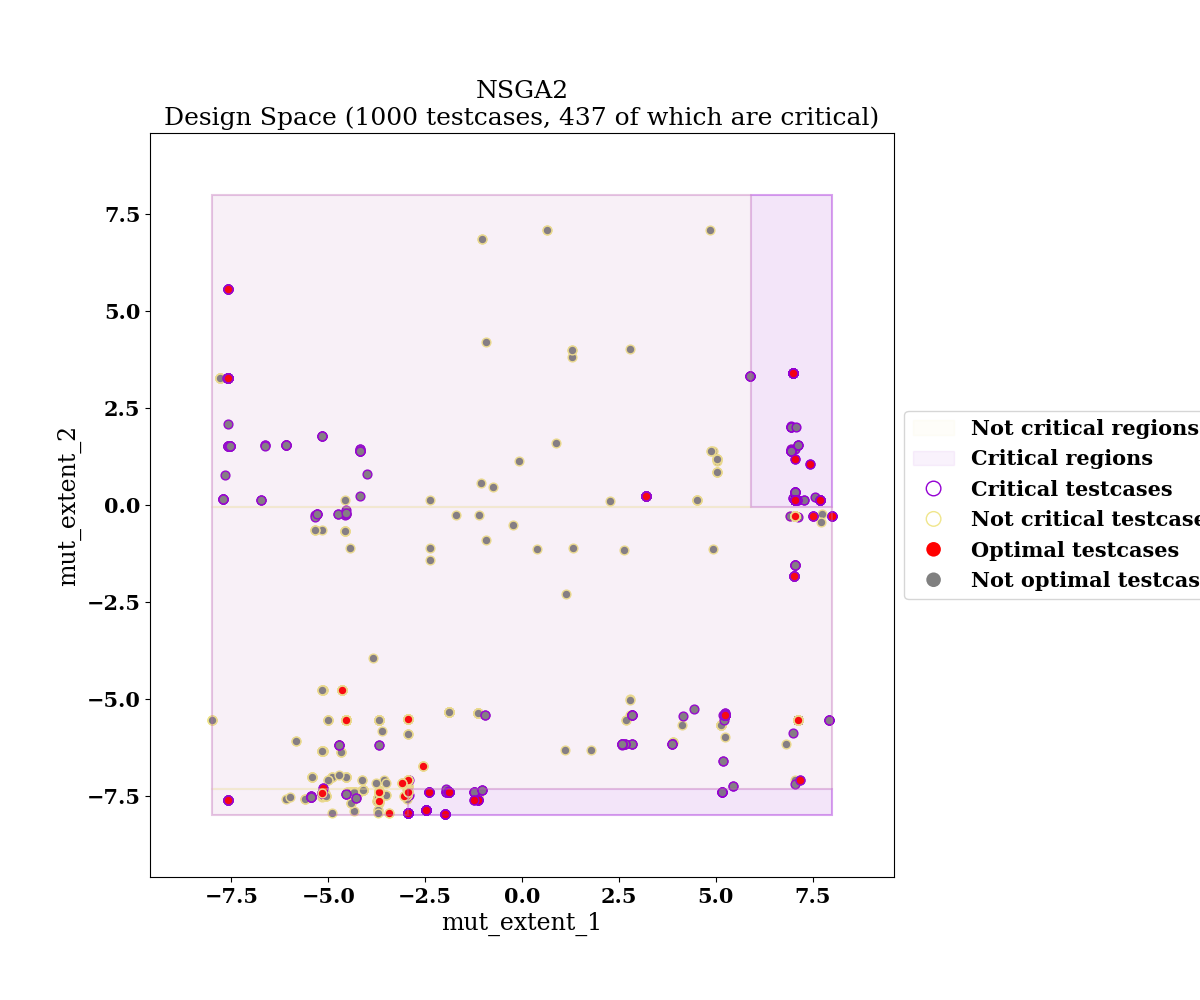 NSGA2
Design Space (1000 testcases, 437 of which are critical)
7.5
5.0
2.5
0.0
−2.5
−5.0
−7.5
mut_extent_2
−7.5
−5.0
−2.5
0.0
2.5
5.0
7.5
mut_extent_1
Not critical regions
Critical regions
Critical testcases
Not critical testcase
Optimal testcases
Not optimal testcas